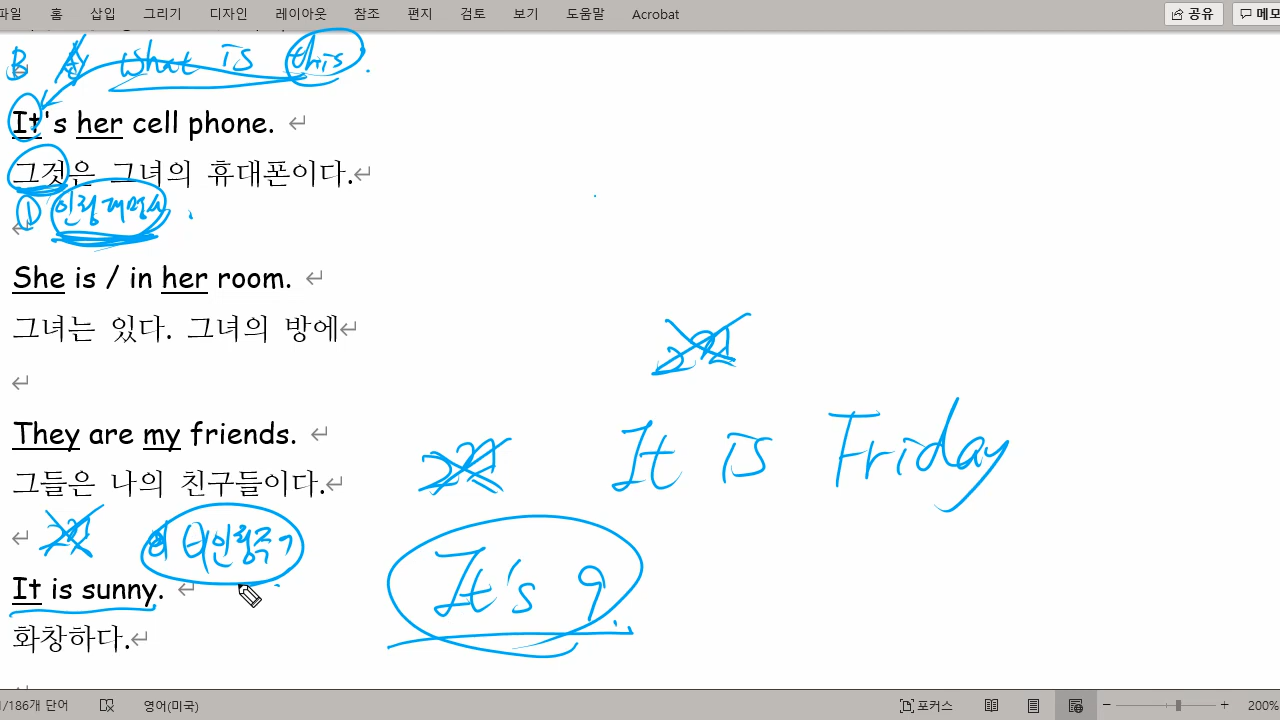 파일 홈 삽입 그리기 디자인 레이아웃 참조 편지 검토 보기 도움말 Acrobat 공유 메모
B A what is this.
It's her cell phone.
그것은 그녀의 휴대폰이다.
① 인칭대명사.
She is / in her room.
그녀는 있다. 그녀의 방에
They are my friends.
It is Friday
그들은 나의 친구들이다.
비인칭주어
It is sunny.
It's 9.
화창하다.
/186개 단어 영어(미국) 포커스 200%